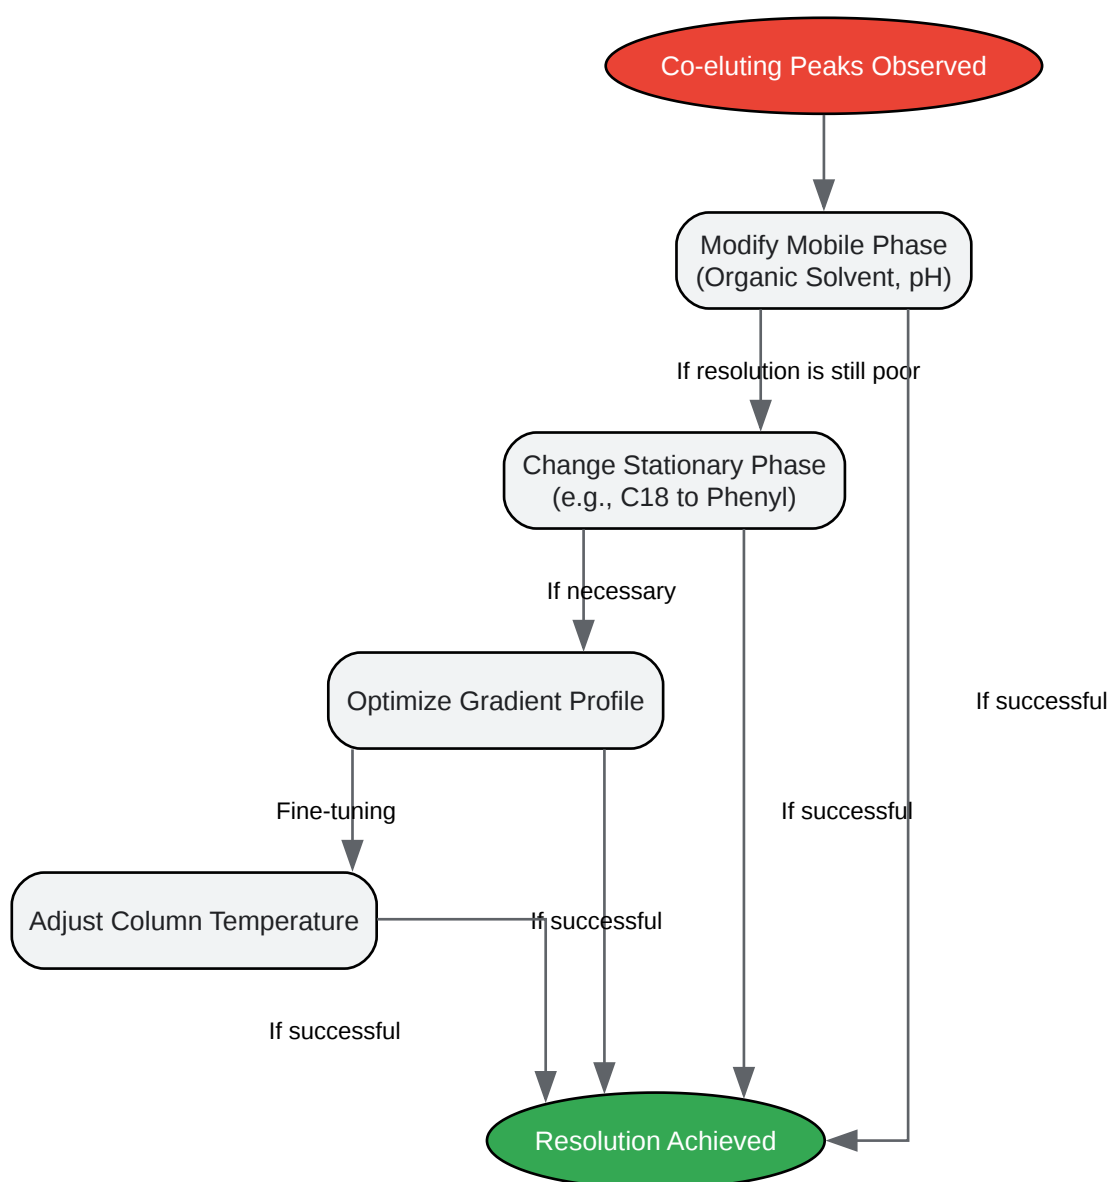 Co-eluting Peaks Observed
Modify Mobile Phase
(Organic Solvent, pH)
If resolution is still poor
Change Stationary Phase
(e.g., C18 to Phenyl)
If necessary
Optimize Gradient Profile
If successful
Fine-tuning
If successful
Adjust Column Temperature
If successful
If successful
Resolution Achieved